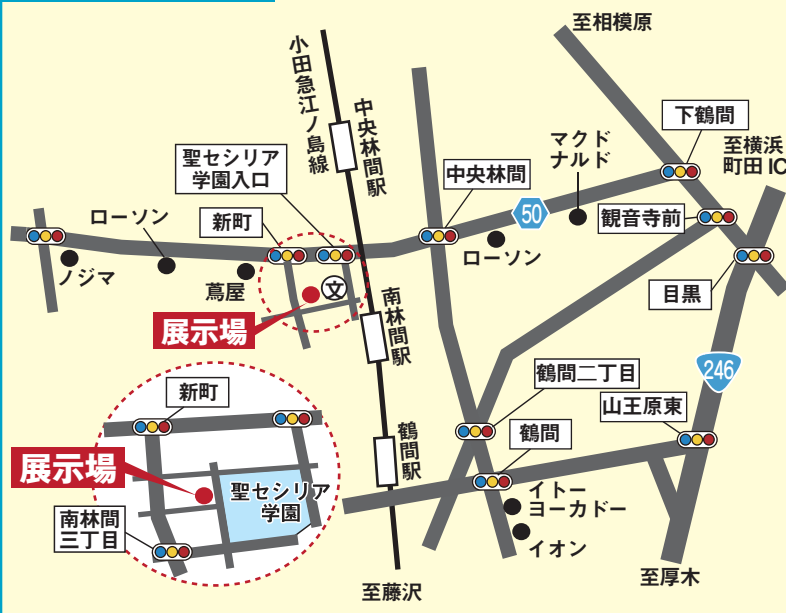 至相模原
小田急江ノ島線
中央林間駅
下鶴間
至横浜
町田 IC
マクド
ナルド
聖セシリア
学園入口
中央林間
50
ローソン
新町
観音寺前
ノジマ
蔦屋
文
ローソン
目黒
展示場
南林間駅
246
鶴間二丁目
山王原東
新町
鶴間
鶴間駅
展示場
聖セシリア
学園
イトー
ヨーカドー
南林間
三丁目
イオン
至藤沢
至厚木